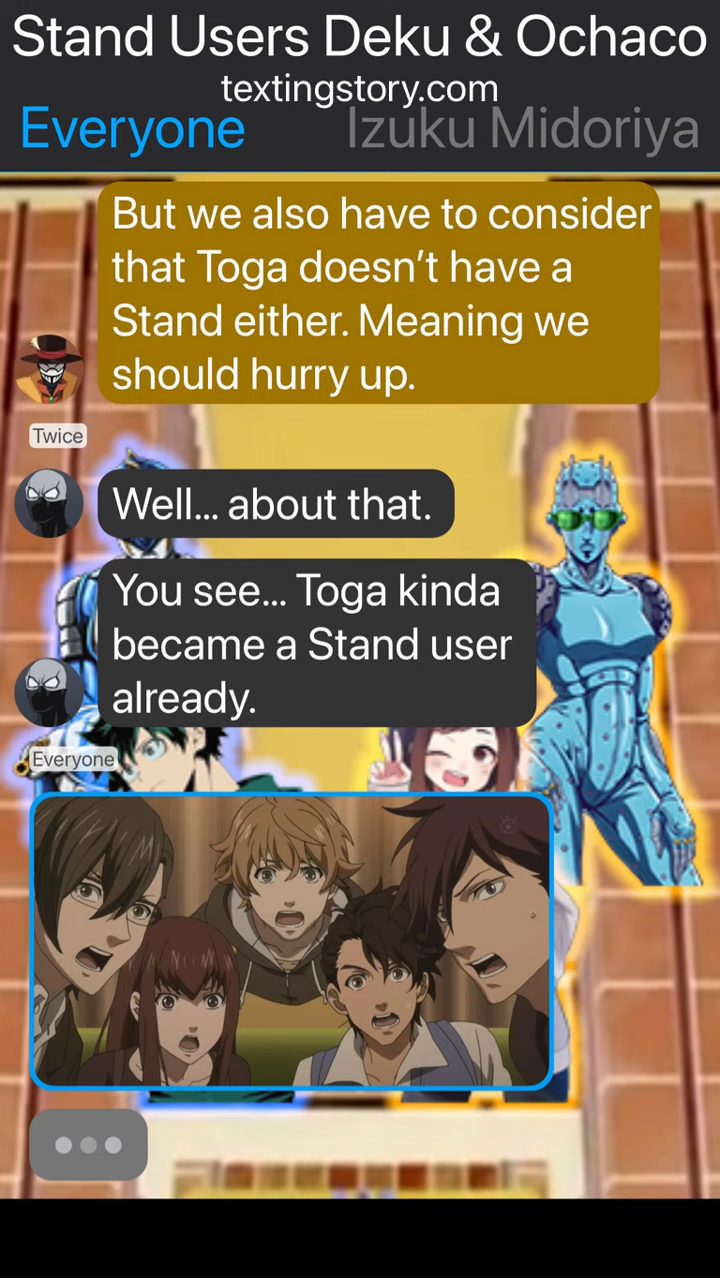 Stand Users Deku & Ochaco
textingstory.com
Everyone
Izuku Midoriya
But we also have to consider
that Toga doesn’t have a
Stand either. Meaning we
should hurry up.
Twice
Well... about that.
You see... Toga kinda
became a Stand user
already.
Everyone